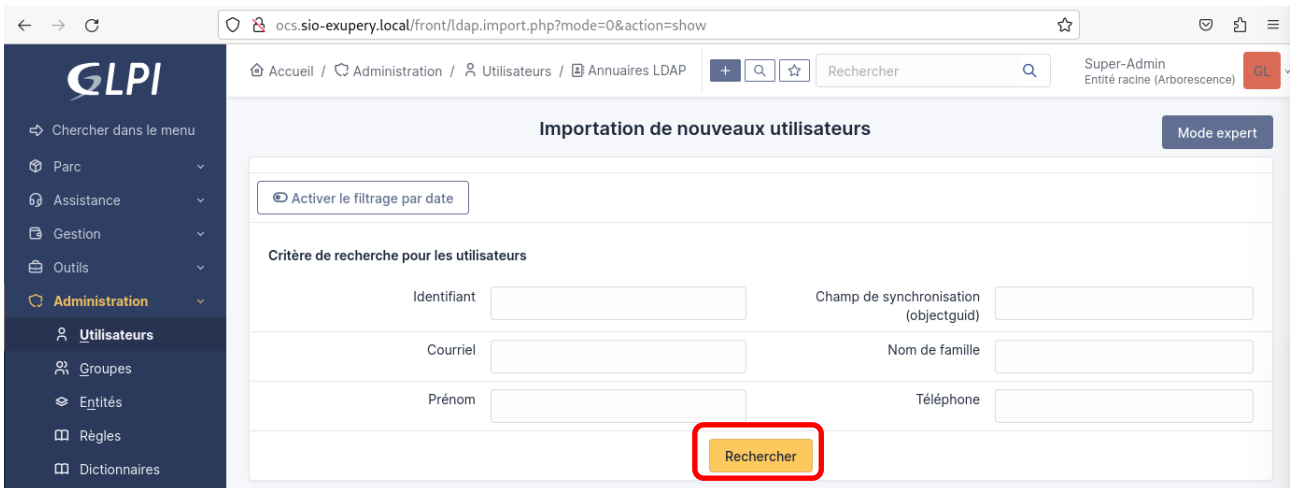 ocs.sio-exupery.local/front/ldap.import.php?mode=0&action=show
GLPI
Accueil / Administration / Utilisateurs / Annuaires LDAP
Rechercher
Super-Admin
Entité racine (Arborescence)
GL
Chercher dans le menu
Parc
Assistance
Gestion
Outils
Administration
Utilisateurs
Groupes
Entités
Règles
Dictionnaires
Importation de nouveaux utilisateurs
Mode expert
Activer le filtrage par date
Critère de recherche pour les utilisateurs
Identifiant
Champ de synchronisation
(objectguid)
Courriel
Nom de famille
Prénom
Téléphone
Rechercher